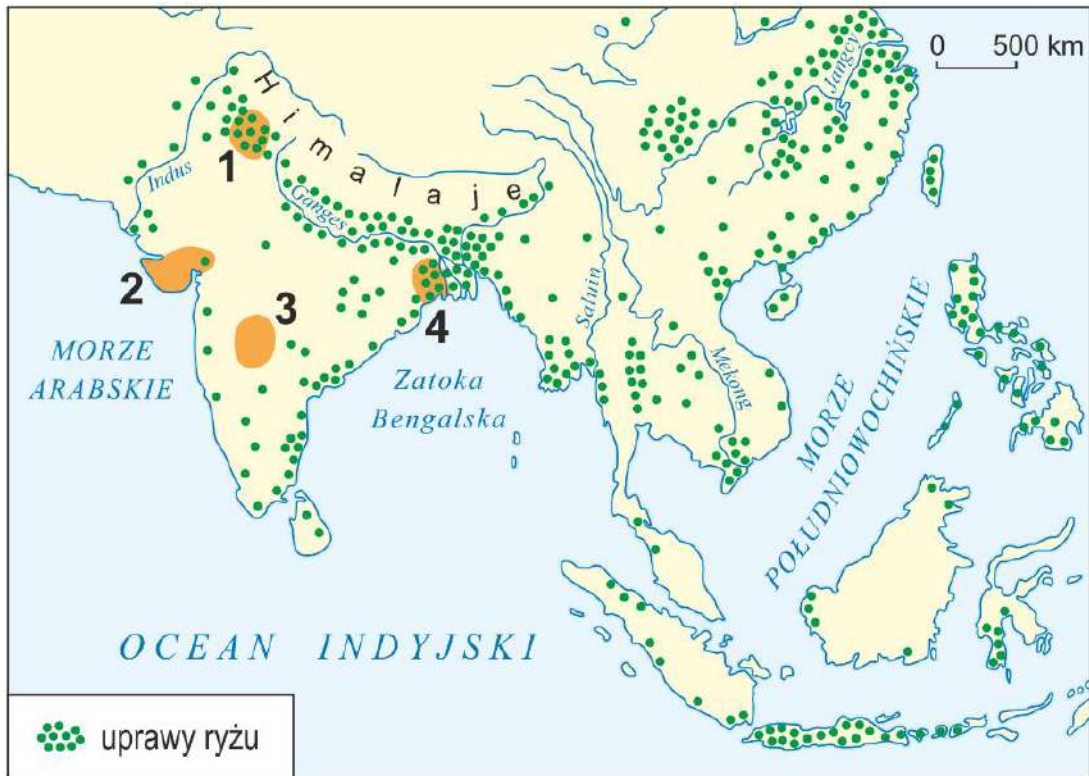 0 500 km
Himalaje
Jangcy
Indus
1
Ganges
2
3
4
Saluin
MORZE
ARABSKIE
Zatoka
Bengalska
Mekong
MORZE
POŁUDNIOWOCHIŃSKIE
OCEAN INDYJSKI
uprawy ryżu